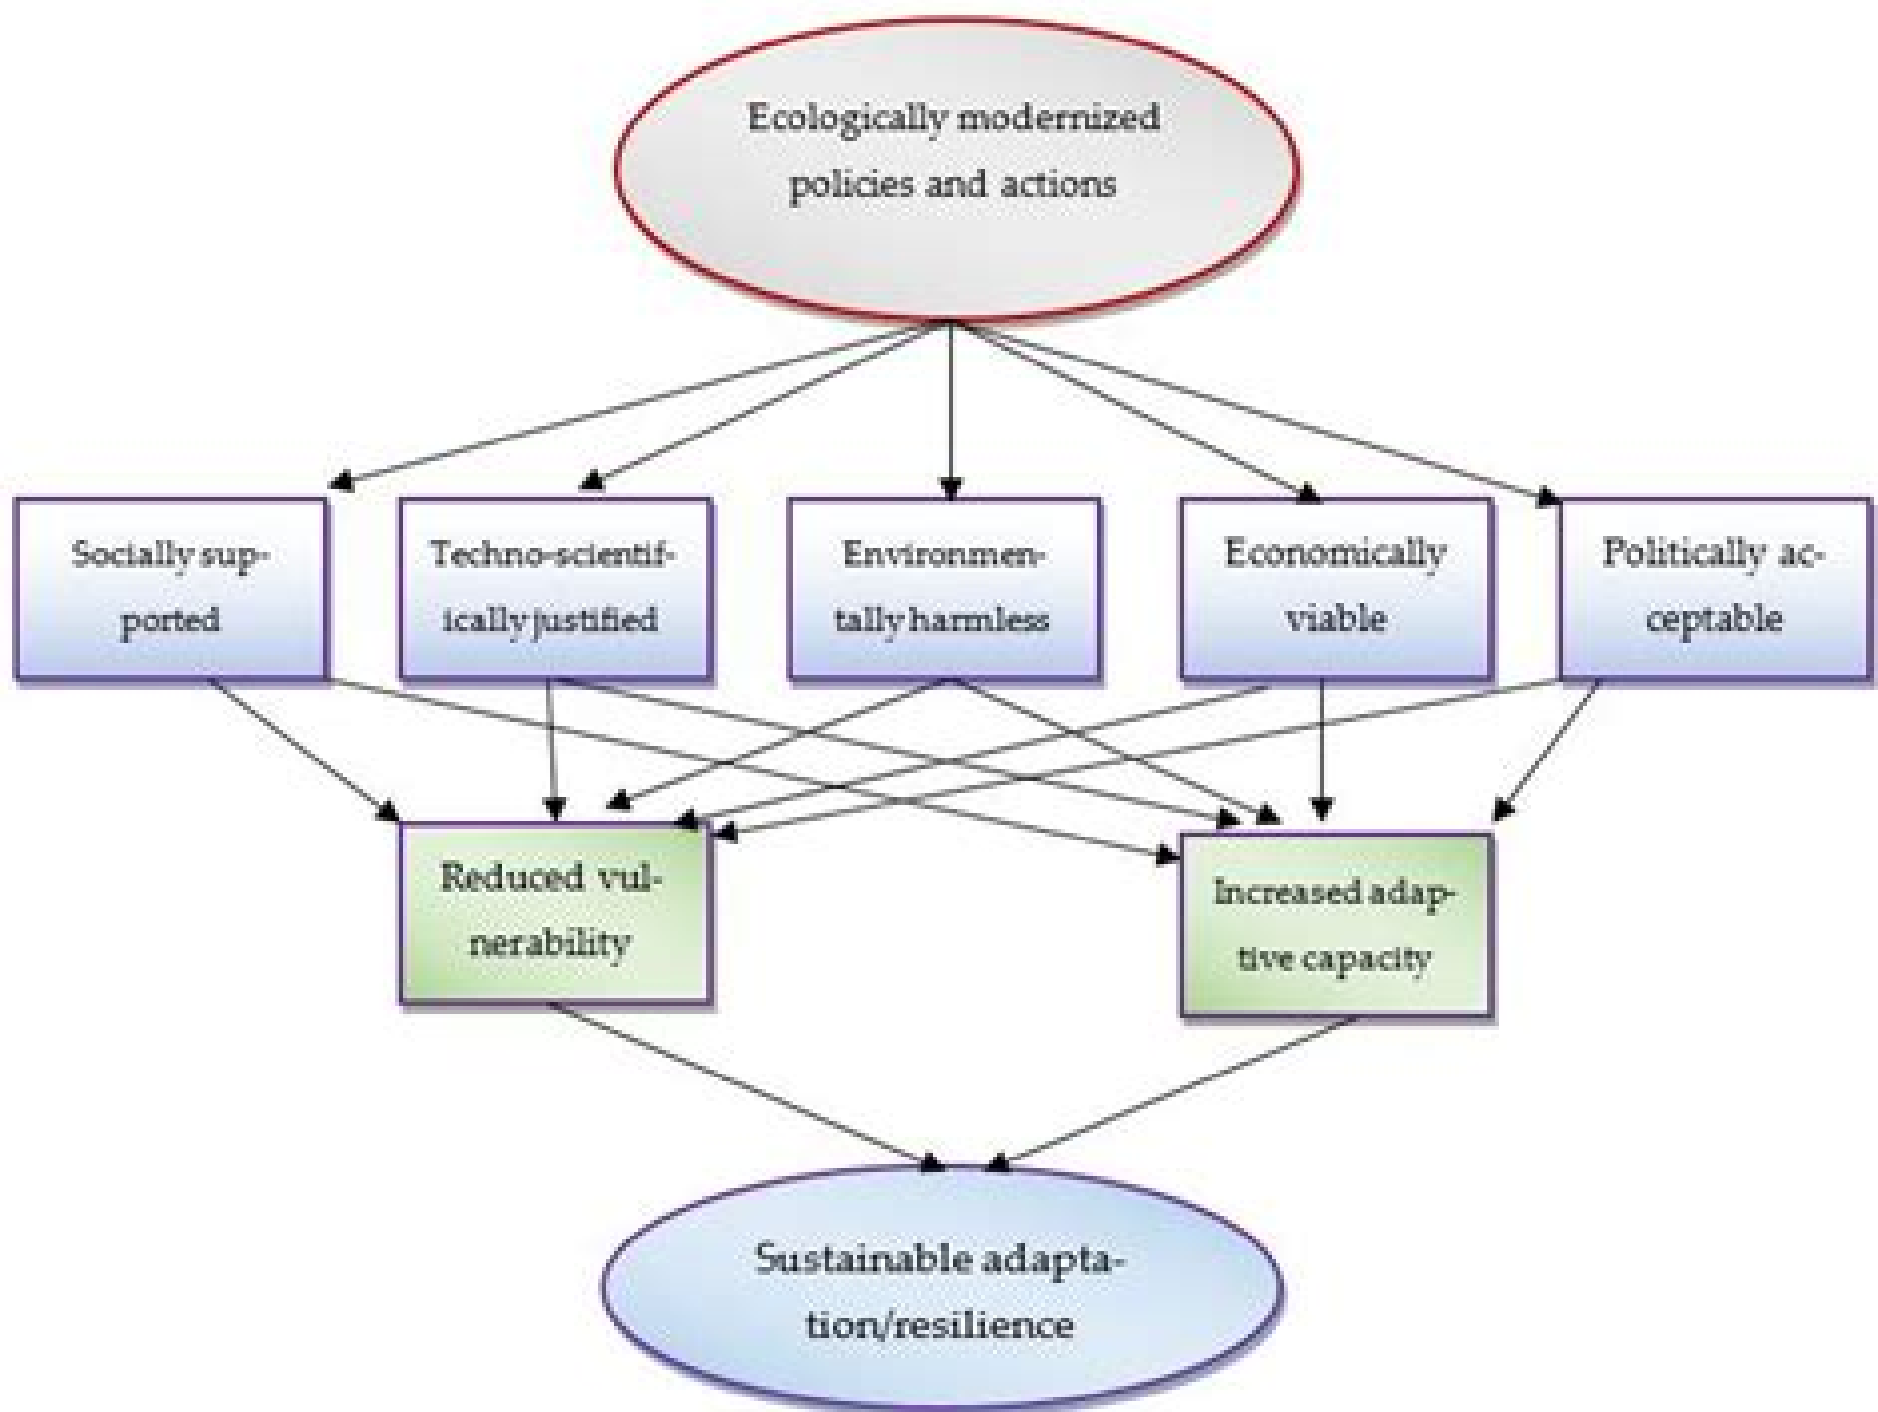 Ecologically modernized
policies and actions
Socially sup-
ported
Techno-scientif-
ically justified
Environmen-
tally harmless
Economically
viable
Politically ac-
ceptable
Reduced vul-
nerability
Increased adap-
tive capacity
Sustainable adapta-
tion/resilience